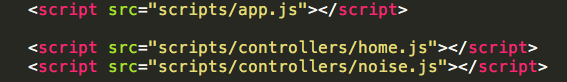 <script src="scripts/app.js"></script>
<script src="scripts/controllers/home.js"></script>
<script src="scripts/controllers/noise.js"></script>